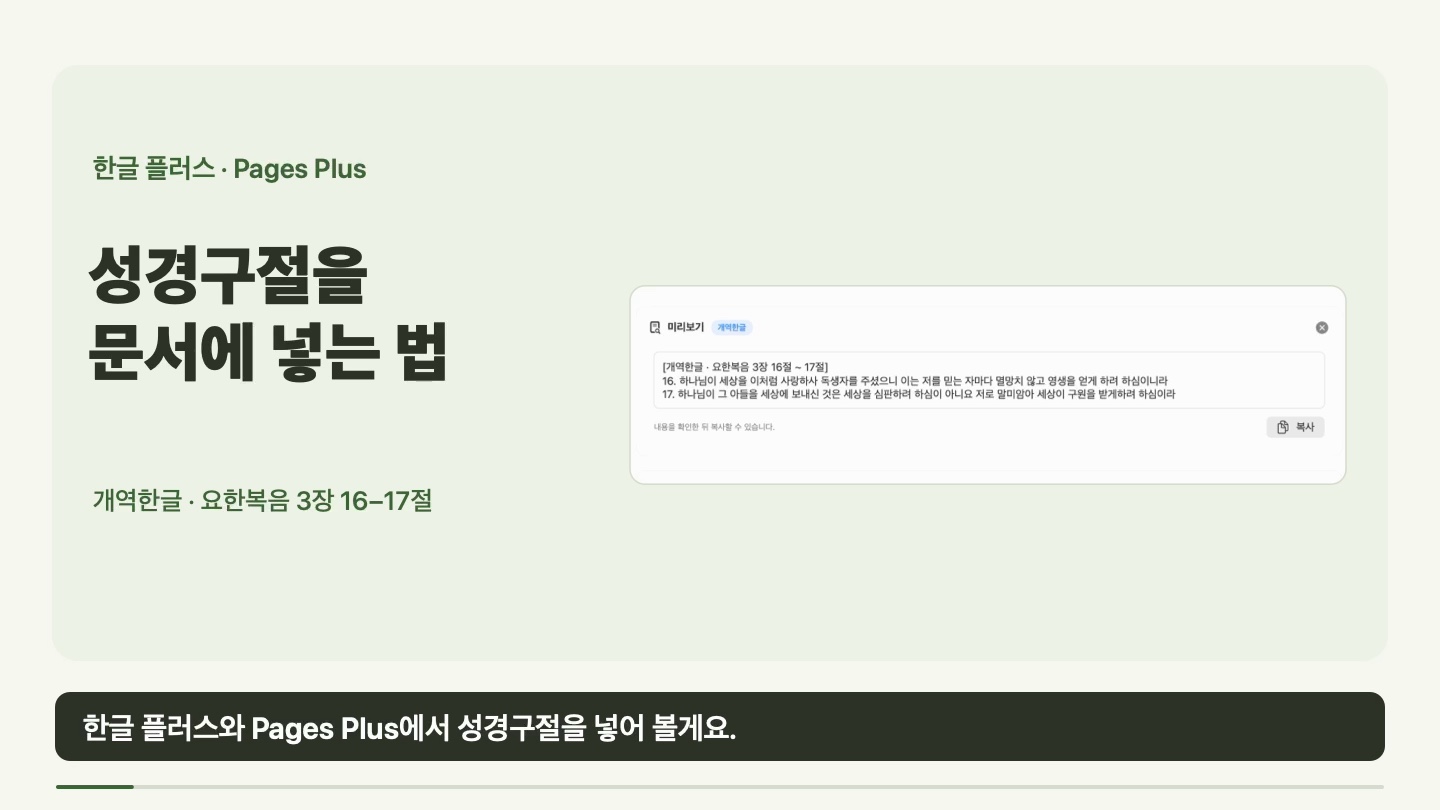 한글 플러스 · Pages Plus
성경구절을
문서에 넣는 법
개역한글 · 요한복음 3장 16–17절
미리보기 개역한글
[개역한글 · 요한복음 3장 16절 ~ 17절]
16. 하나님이 세상을 이처럼 사랑하사 독생자를 주셨으니 이는 저를 믿는 자마다 멸망치 않고 영생을 얻게 하려 하심이니라
17. 하나님이 그 아들을 세상에 보내신 것은 세상을 심판하려 하심이 아니요 저로 말미암아 세상이 구원을 받게하려 하심이라
내용을 확인한 뒤 복사할 수 있습니다.
복사
한글 플러스와 Pages Plus에서 성경구절을 넣어 볼게요.